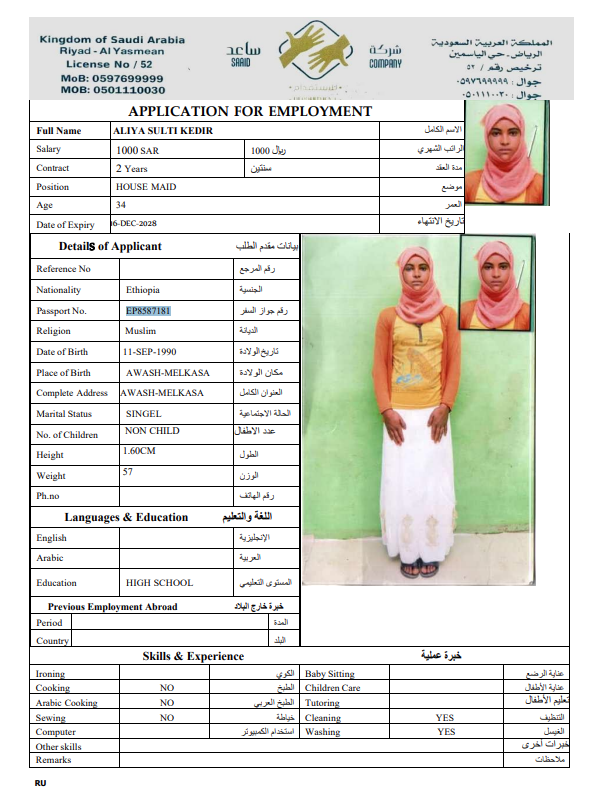 Kingdom of Saudi Arabia
Riyadh - Al Yasmean
License No / 52
MoB: 0597699999
MOB: 0501110030
ساعد
SAAID
شركة
COMPANY
المملكة العربية السعودية
الرياض. حي الياسمين
ترخيص رقم / ٥٢
جوال : ٠٥٩٧٦٩٩٩٩٩
جوال : ٠٥٠١١١٠٠٣٠
APPLICATION FOR EMPLOYMENT
Full Name ALIYA SULTI KEDIR الاسم الكامل
Salary 1000 SAR 1000 ريال الراتب الشهري
Contract 2 Years سنتين مدة العقد
Position HOUSE MAID موضع
Age 34 العمر
Date of Expiry 06-DEC-2028 تاريخ الانتهاء
Details of Applicant بيانات مقدم الطلب
Reference No رقم المرجع
Nationality Ethiopia الجنسية
Passport No. EP8587181 رقم جواز السفر
Religion Muslim الديانة
Date of Birth 11-SEP-1990 تاريخ الولادة
Place of Birth AWASH-MELKASA مكان الولادة
Complete Address AWASH-MELKASA العنوان الكامل
Marital Status SINGEL الحالة الاجتماعية
No. of Children NON CHILD عدد الاطفال
Height 1.60CM الطول
Weight 57 الوزن
Ph.no رقم الهاتف
Languages & Education اللغة والتعليم
English الإنجليزية
Arabic العربية
Education HIGH SCHOOL المستوى التعليمي
Previous Employment Abroad خبرة خارج البلاد
Period المدة
Country البلد
Skills & Experience خبرة عملية
Ironing الكوي Baby Sitting عناية الرضع
Cooking NO الطبخ Children Care عناية الأطفال
Arabic Cooking NO الطبخ العربي Tutoring تعليم الأطفال
Sewing NO خياطة Cleaning YES التنظيف
Computer استخدام الكمبيوتر Washing YES الغسيل
Other skills خبرات أخرى
Remarks ملاحظات
RU